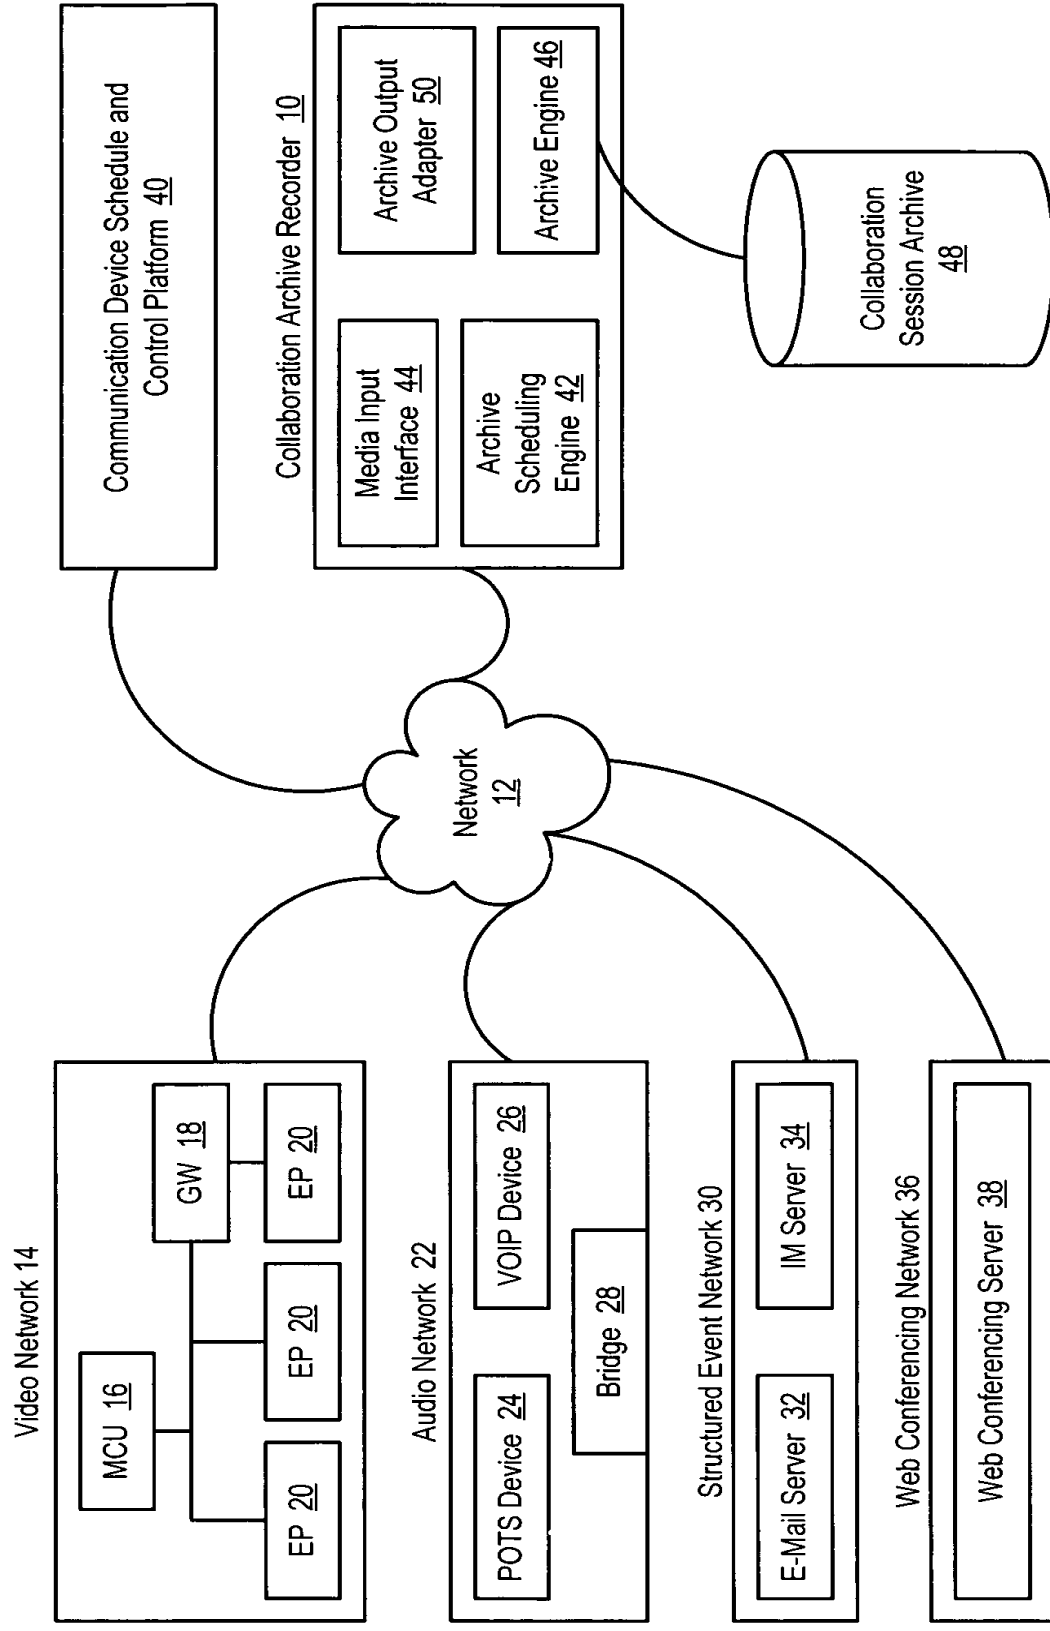 Video Network 14
MCU 16
GW 18
EP 20
EP 20
EP 20
Audio Network 22
POTS Device 24
VOIP Device 26
Bridge 28
Structured Event Network 30
E-Mail Server 32
IM Server 34
Web Conferencing Network 36
Web Conferencing Server 38
Network
12
Communication Device Schedule and
Control Platform 40
Collaboration Archive Recorder 10
Media Input
Interface 44
Archive Output
Adapter 50
Archive
Scheduling
Engine 42
Archive Engine 46
Collaboration
Session Archive
48